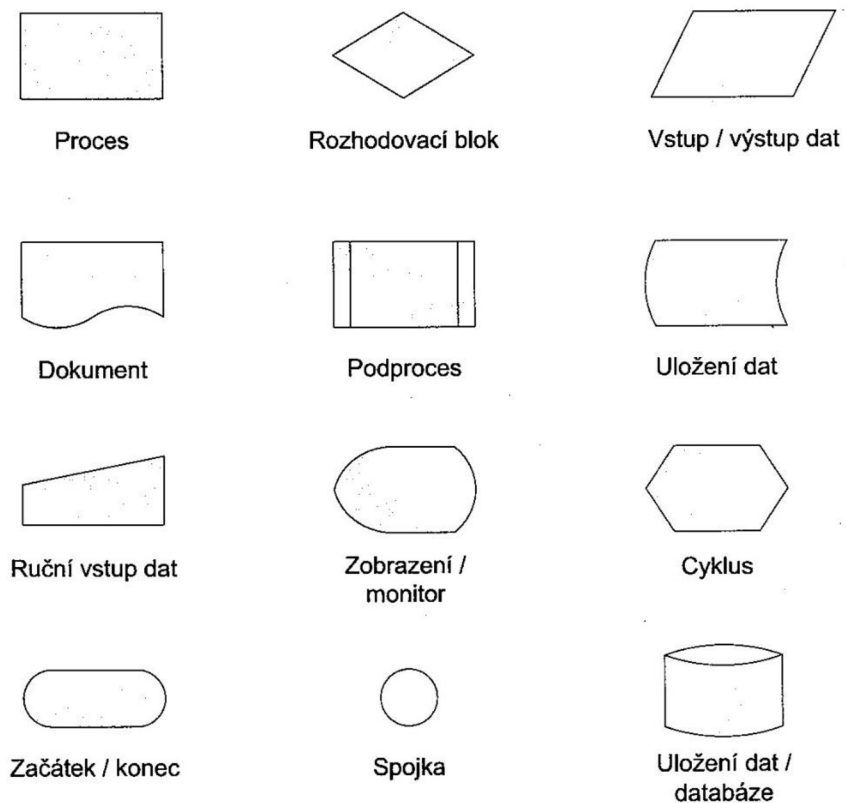 Proces
Rozhodovací blok
Vstup / výstup dat
Dokument
Podproces
Uložení dat
Ruční vstup dat
Zobrazení /
monitor
Cyklus
Začátek / konec
Spojka
Uložení dat /
databáze